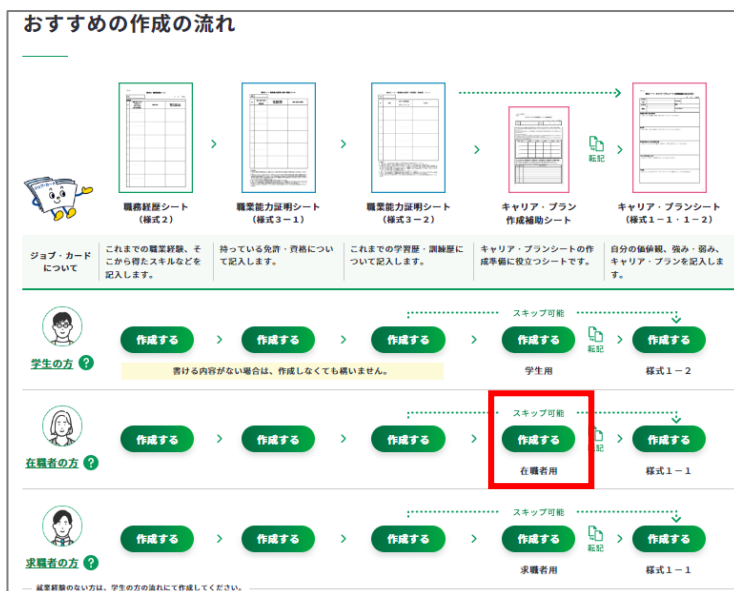 おすすめの作成の流れ
転記
職務経歴シート
（様式２）
職業能力証明シート
（様式３－１）
職業能力証明シート
（様式３－２）
キャリア・プラン
作成補助シート
キャリア・プランシート
（様式１－１・１－２）
ジョブ・カード
について
これまでの職業経験、そ
こから得たスキルなどを
記入します。
持っている免許・資格につい
て記入します。
これまでの学習歴・訓練歴に
ついて記入します。
キャリア・プランシートの作
成準備に役立つシートです。
自分の価値観、強み・弱み、
キャリア・プランを記入しま
す。
スキップ可能
作成する
作成する
作成する
作成する
転記
作成する
学生の方 ?
書ける内容がない場合は、作成しなくても構いません。
学生用
様式１－２
スキップ可能
作成する
作成する
作成する
作成する
転記
作成する
在職者の方 ?
在職者用
様式１－１
スキップ可能
作成する
作成する
作成する
作成する
転記
作成する
求職者の方 ?
求職者用
様式１－１
就業経験のない方は、学生の方の流れにて作成してください。